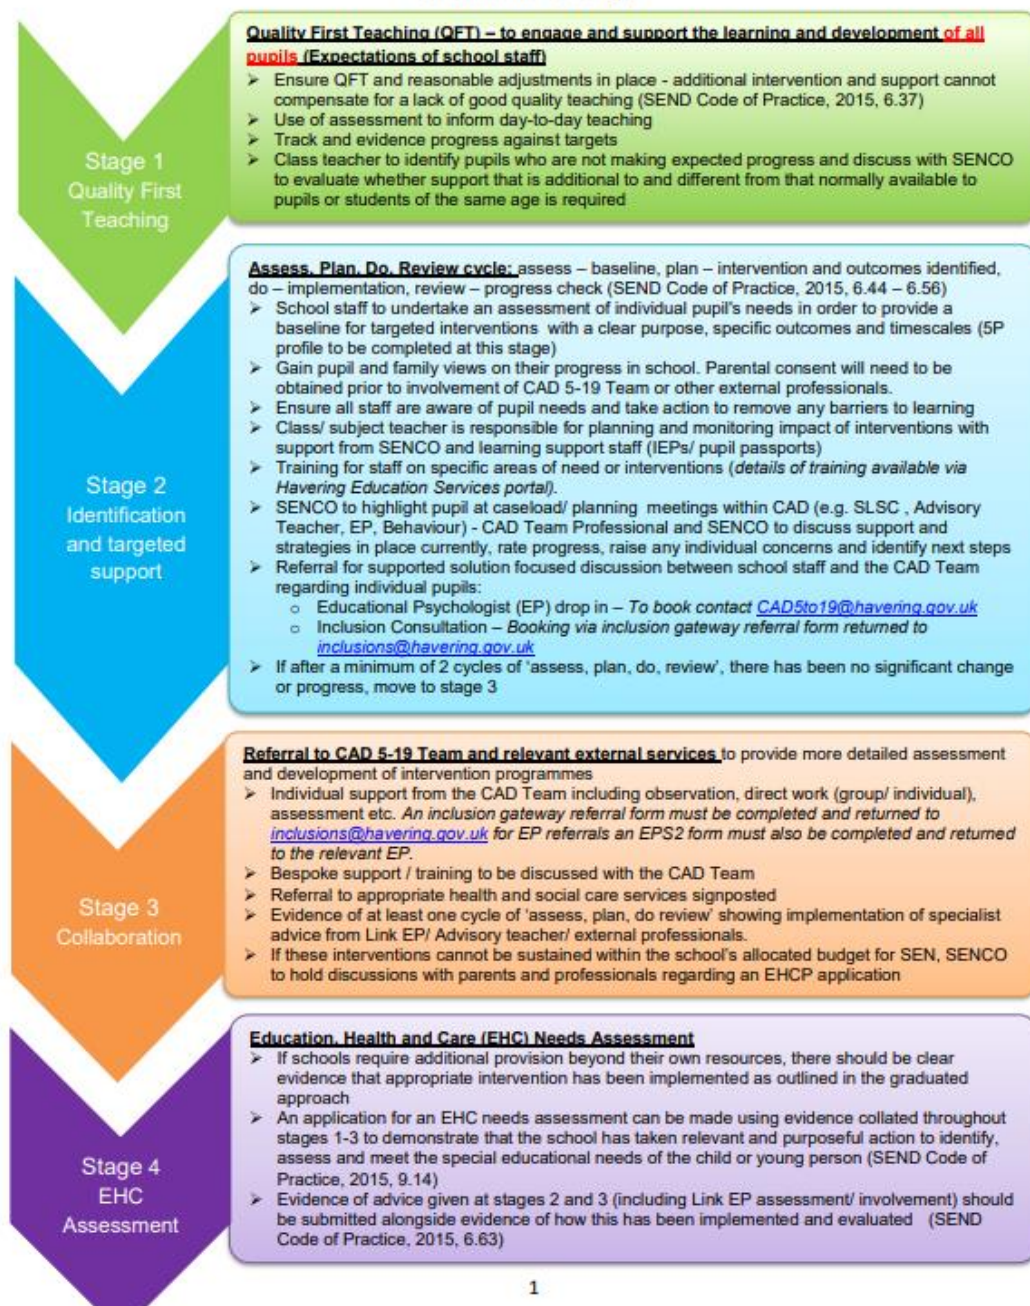 Stage 1
Quality First
Teaching
Quality First Teaching (QFT) – to engage and support the learning and development of all
pupils (Expectations of school staff)
➢ Ensure QFT and reasonable adjustments in place - additional intervention and support cannot
compensate for a lack of good quality teaching (SEND Code of Practice, 2015, 6.37)
➢ Use of assessment to inform day-to-day teaching
➢ Track and evidence progress against targets
➢ Class teacher to identify pupils who are not making expected progress and discuss with SENCO
to evaluate whether support that is additional to and different from that normally available to
pupils or students of the same age is required
Stage 2
Identification
and targeted
support
Assess, Plan, Do, Review cycle: assess – baseline, plan – intervention and outcomes identified,
do – implementation, review – progress check (SEND Code of Practice, 2015, 6.44 – 6.56)
➢ School staff to undertake an assessment of individual pupil's needs in order to provide a
baseline for targeted interventions with a clear purpose, specific outcomes and timescales (5P
profile to be completed at this stage)
➢ Gain pupil and family views on their progress in school. Parental consent will need to be
obtained prior to involvement of CAD 5-19 Team or other external professionals.
➢ Ensure all staff are aware of pupil needs and take action to remove any barriers to learning
➢ Class/ subject teacher is responsible for planning and monitoring impact of interventions with
support from SENCO and learning support staff (IEPs/ pupil passports)
➢ Training for staff on specific areas of need or interventions (details of training available via
Havering Education Services portal).
➢ SENCO to highlight pupil at caseload/ planning meetings within CAD (e.g. SLSC , Advisory
Teacher, EP, Behaviour) - CAD Team Professional and SENCO to discuss support and
strategies in place currently, rate progress, raise any individual concerns and identify next steps
➢ Referral for supported solution focused discussion between school staff and the CAD Team
regarding individual pupils:
o Educational Psychologist (EP) drop in – To book contact CAD5to19@havering.gov.uk
o Inclusion Consultation – Booking via inclusion gateway referral form returned to
inclusions@havering.gov.uk
➢ If after a minimum of 2 cycles of 'assess, plan, do, review', there has been no significant change
or progress, move to stage 3
Stage 3
Collaboration
Referral to CAD 5-19 Team and relevant external services to provide more detailed assessment
and development of intervention programmes
➢ Individual support from the CAD Team including observation, direct work (group/ individual),
assessment etc. An inclusion gateway referral form must be completed and returned to
inclusions@havering.gov.uk for EP referrals an EPS2 form must also be completed and returned
to the relevant EP.
➢ Bespoke support / training to be discussed with the CAD Team
➢ Referral to appropriate health and social care services signposted
➢ Evidence of at least one cycle of 'assess, plan, do review' showing implementation of specialist
advice from Link EP/ Advisory teacher/ external professionals.
➢ If these interventions cannot be sustained within the school's allocated budget for SEN, SENCO
to hold discussions with parents and professionals regarding an EHCP application
Stage 4
EHC
Assessment
Education, Health and Care (EHC) Needs Assessment
➢ If schools require additional provision beyond their own resources, there should be clear
evidence that appropriate intervention has been implemented as outlined in the graduated
approach
➢ An application for an EHC needs assessment can be made using evidence collated throughout
stages 1-3 to demonstrate that the school has taken relevant and purposeful action to identify,
assess and meet the special educational needs of the child or young person (SEND Code of
Practice, 2015, 9.14)
➢ Evidence of advice given at stages 2 and 3 (including Link EP assessment/ involvement) should
be submitted alongside evidence of how this has been implemented and evaluated (SEND
Code of Practice, 2015, 6.63)
1